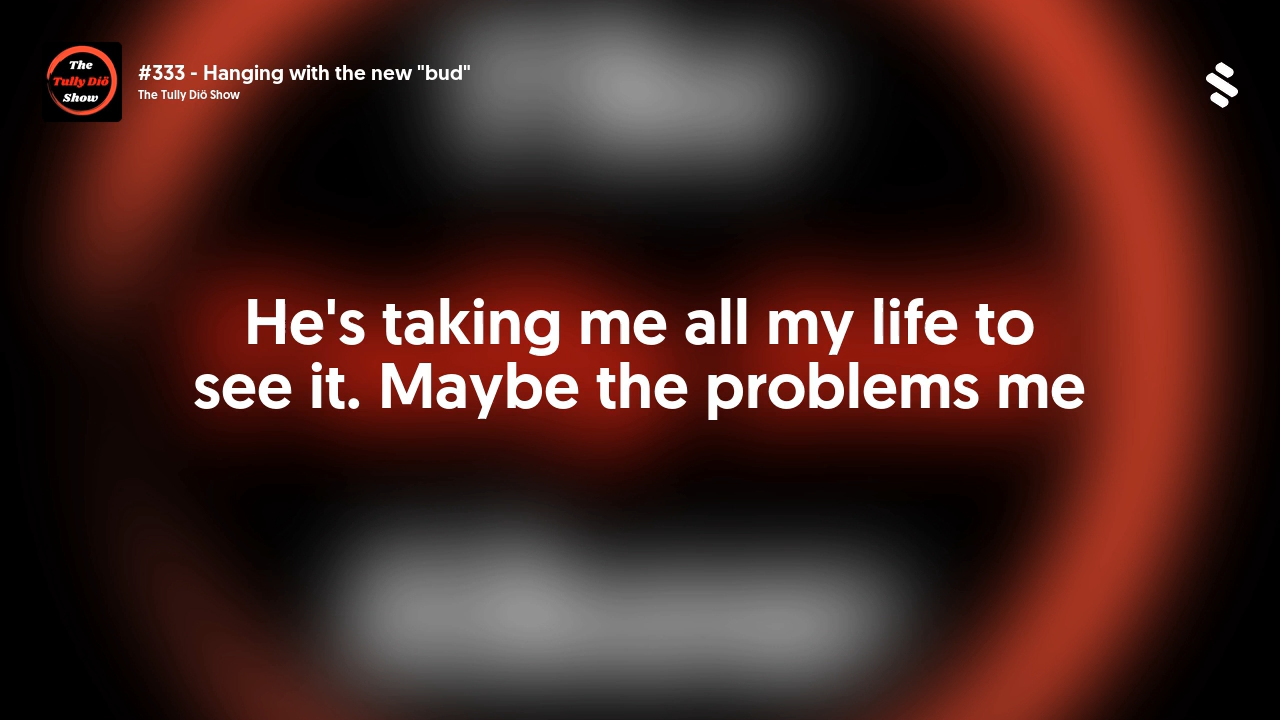 The
Tully Diö
Show
#333 - Hanging with the new "bud"
The Tully Diö Show
He's taking me all my life to
see it. Maybe the problems me